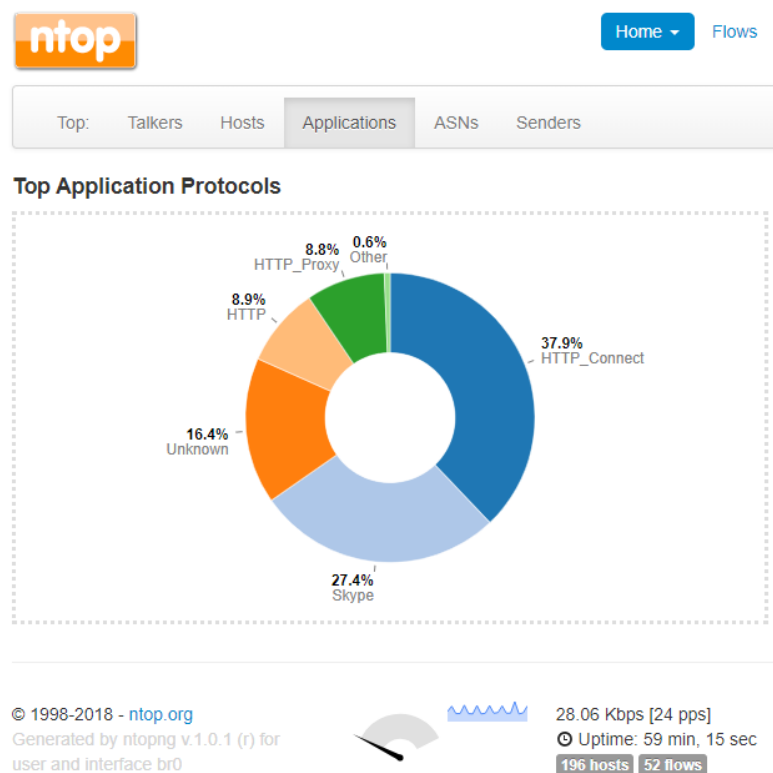 ntop
Home
Flows
Top:
Talkers
Hosts
Applications
ASNs
Senders
Top Application Protocols
0.6%
Other
8.8%
HTTP_Proxy
8.9%
HTTP
37.9%
HTTP_Connect
16.4%
Unknown
27.4%
Skype
© 1998-2018 - ntop.org
Generated by ntopng v.1.0.1 (r) for
user and interface br0
28.06 Kbps [24 pps]
Uptime: 59 min, 15 sec
196 hosts 52 flows